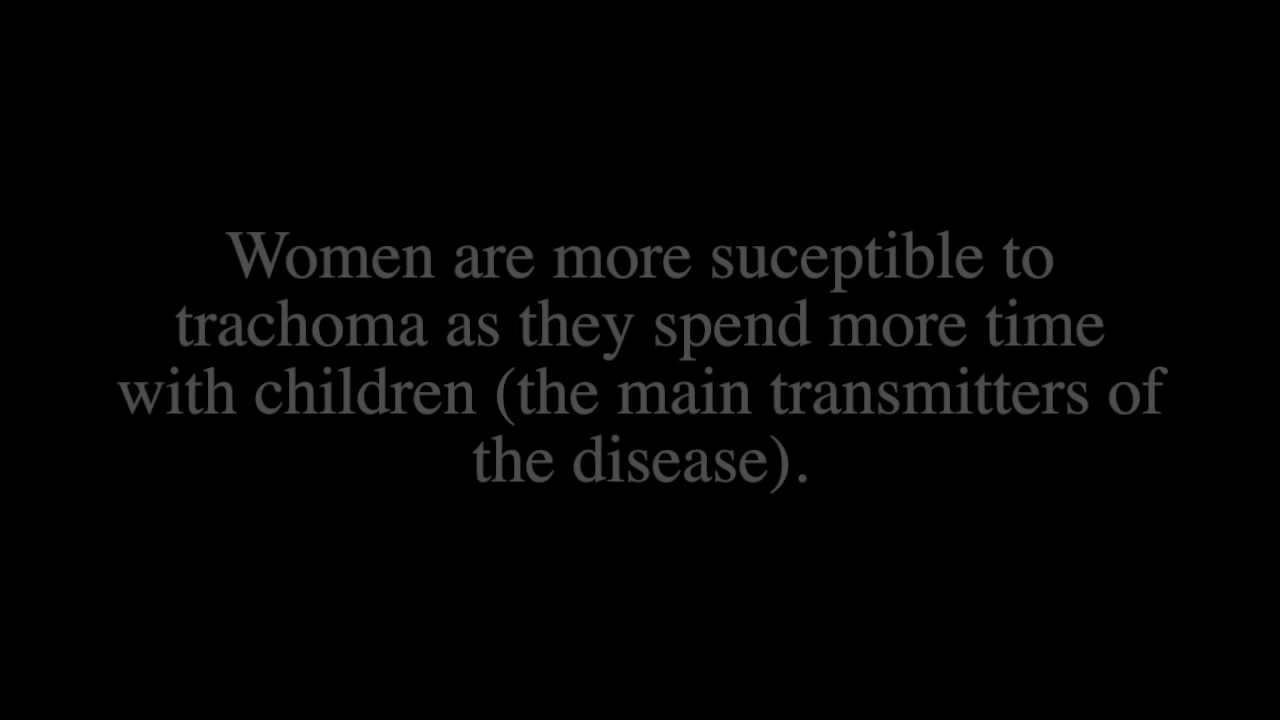 Women are more suceptible to
trachoma as they spend more time
with children (the main transmitters of
the disease).